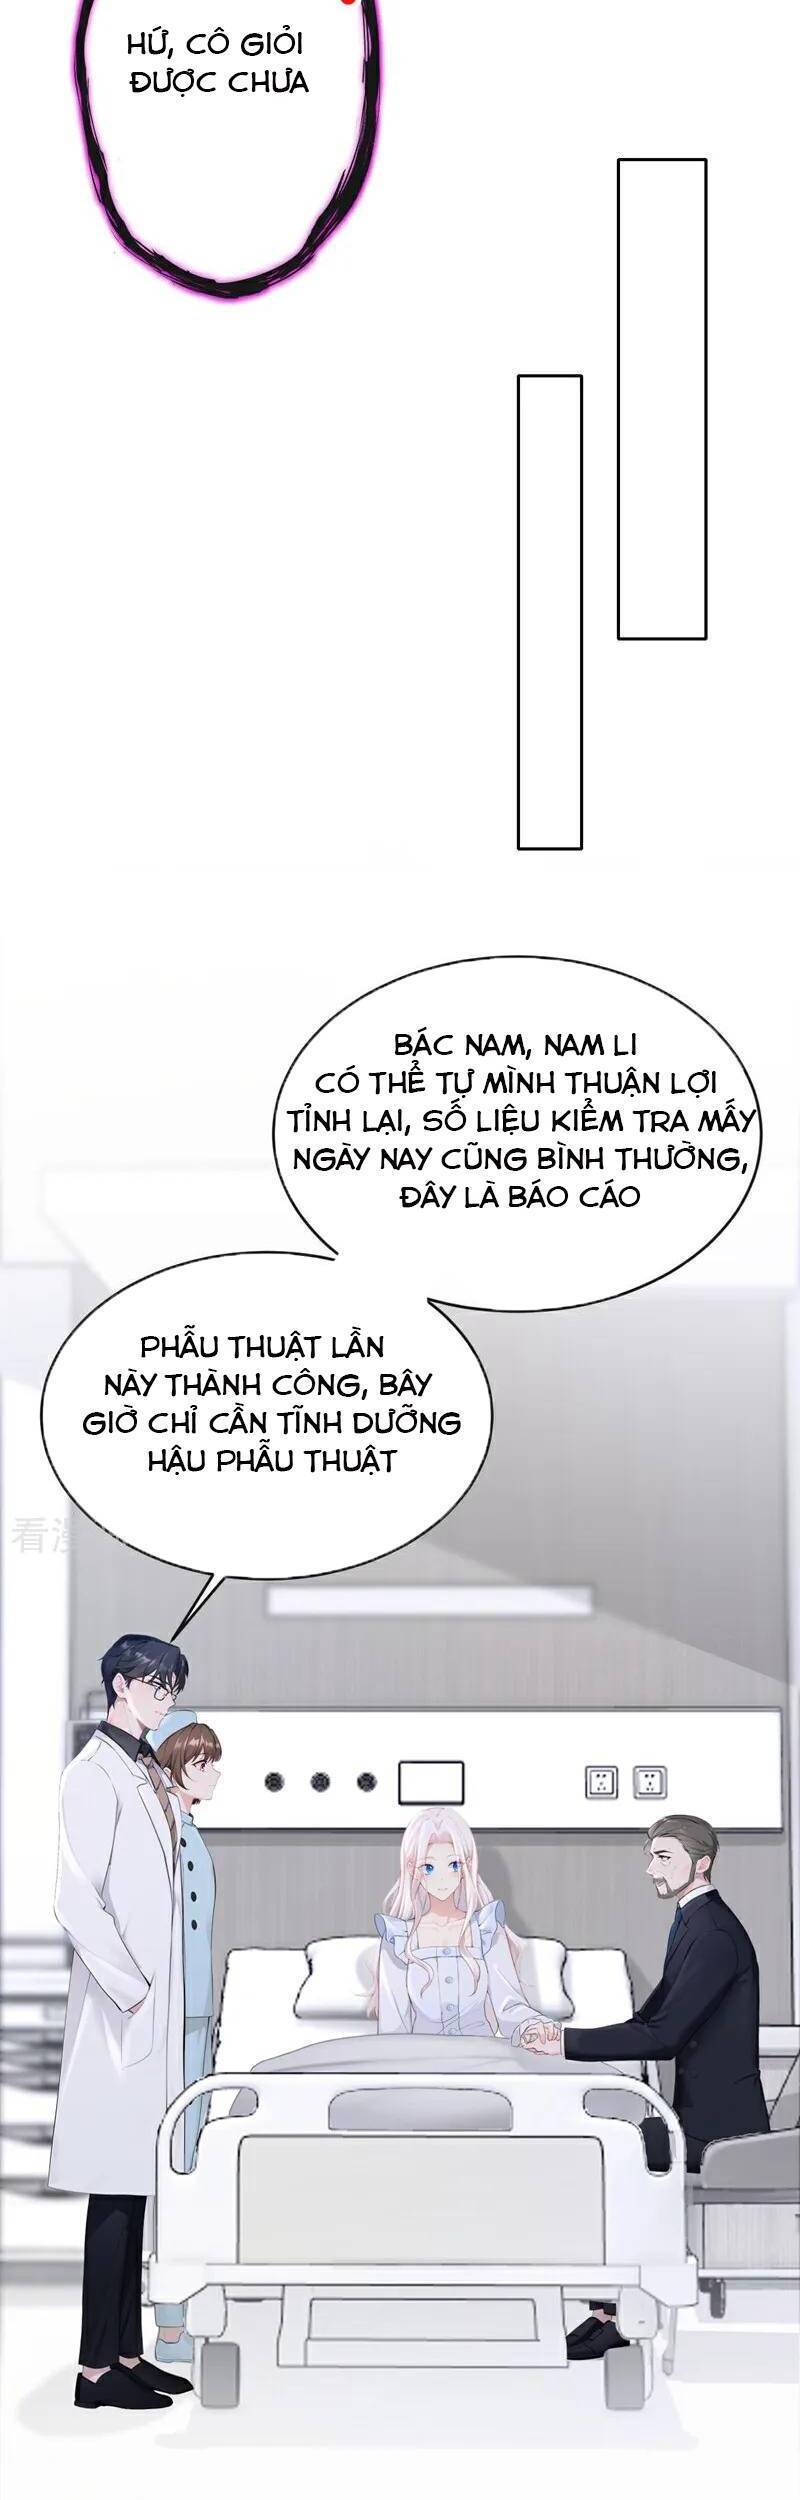 HỨ, CÔ GIỎI
ĐƯỢC CHƯA
BÁC NAM, NAM LI
CÓ THỂ TỰ MÌNH THUẬN LỢI
TỈNH LẠI, SỐ LIỆU KIỂM TRA MẤY
NGÀY NAY CŨNG BÌNH THƯỜNG,
ĐÂY LÀ BÁO CÁO
PHẪU THUẬT LẦN
NÀY THÀNH CÔNG, BÂY
GIỜ CHỈ CẦN TĨNH DƯỠNG
HẬU PHẪU THUẬT
看漫